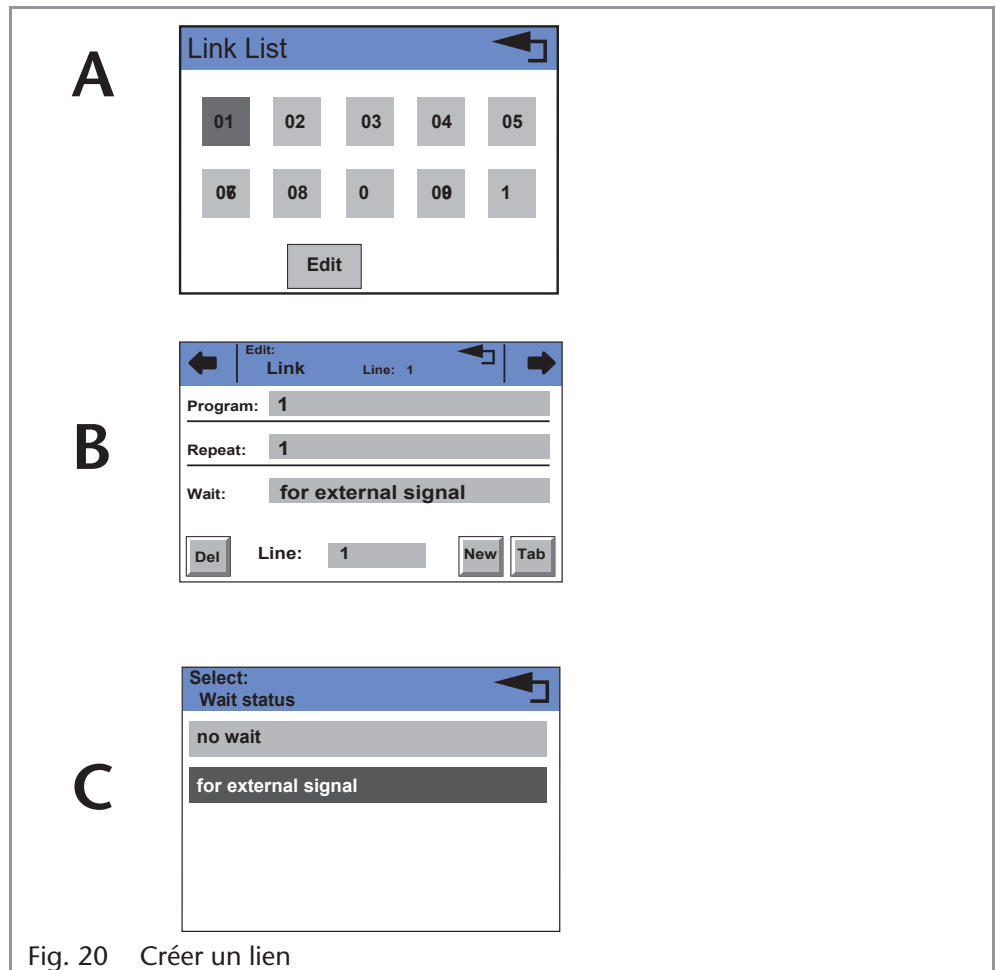 A
Link List
01 02 03 04 05
08 0 1
Edit
B
Edit:
Link Line: 1
Program: 1
Repeat: 1
Wait: for external signal
Del Line: 1 New Tab
C
Select:
Wait status
no wait
for external signal
Fig. 20 Créer un lien